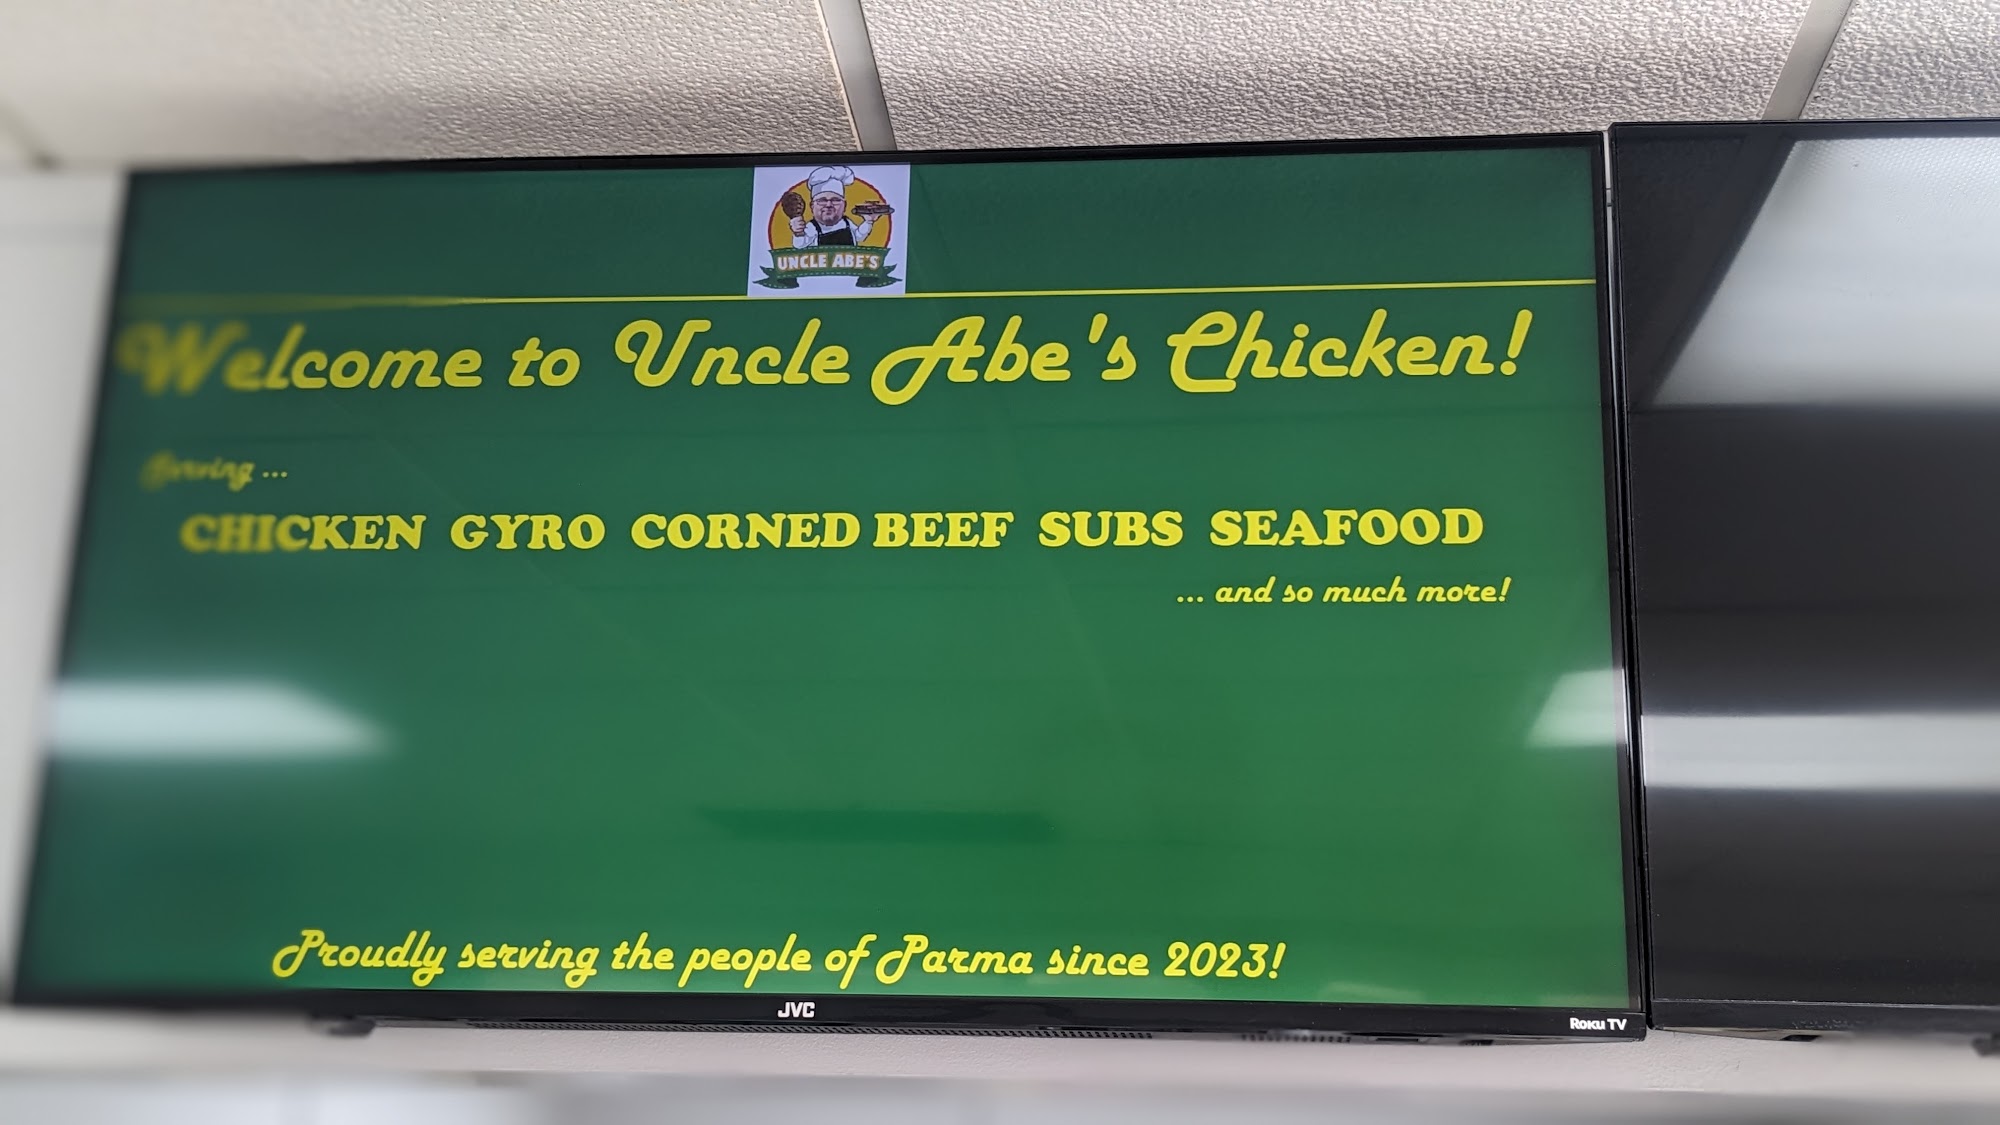 UNCLE ABE'S
Welcome to Uncle Abe's Chicken!
Serving ...
CHICKEN GYRO CORNED BEEF SUBS SEAFOOD
... and so much more!
Proudly serving the people of Parma since 2023!
JVC
Roku TV